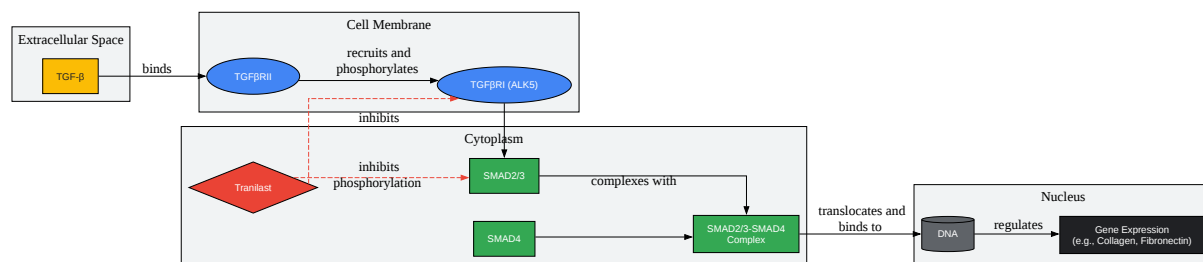 Cell Membrane
Extracellular Space
TGF-β
binds
TGFβRII
recruits and
phosphorylates
TGFβRI (ALK5)
inhibits
Cytoplasm
Tranilast
inhibits
phosphorylation
SMAD2/3
complexes with
SMAD4
SMAD2/3-SMAD4
Complex
translocates and
binds to
Nucleus
DNA
regulates
Gene Expression
(e.g., Collagen, Fibronectin)